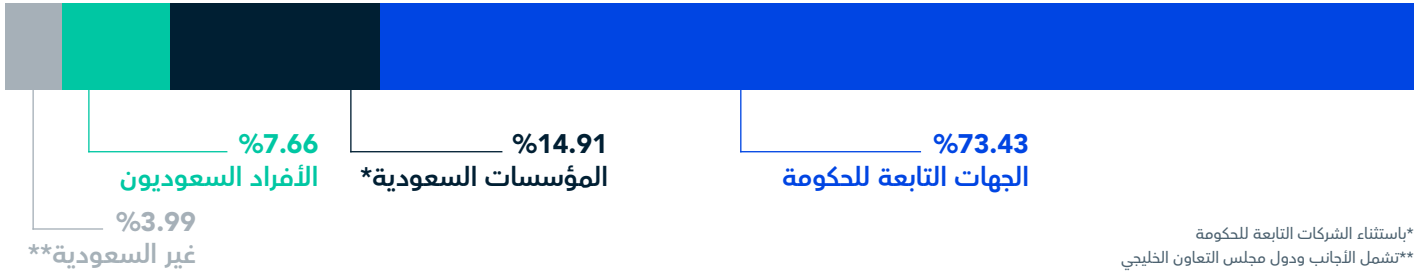 %73.43
الجهات التابعة للحكومة
%14.91
المؤسسات السعودية*
%7.66
الأفراد السعوديون
%3.99
غير السعودية**
*باستثناء الشركات التابعة للحكومة
**تشمل الأجانب ودول مجلس التعاون الخليجي